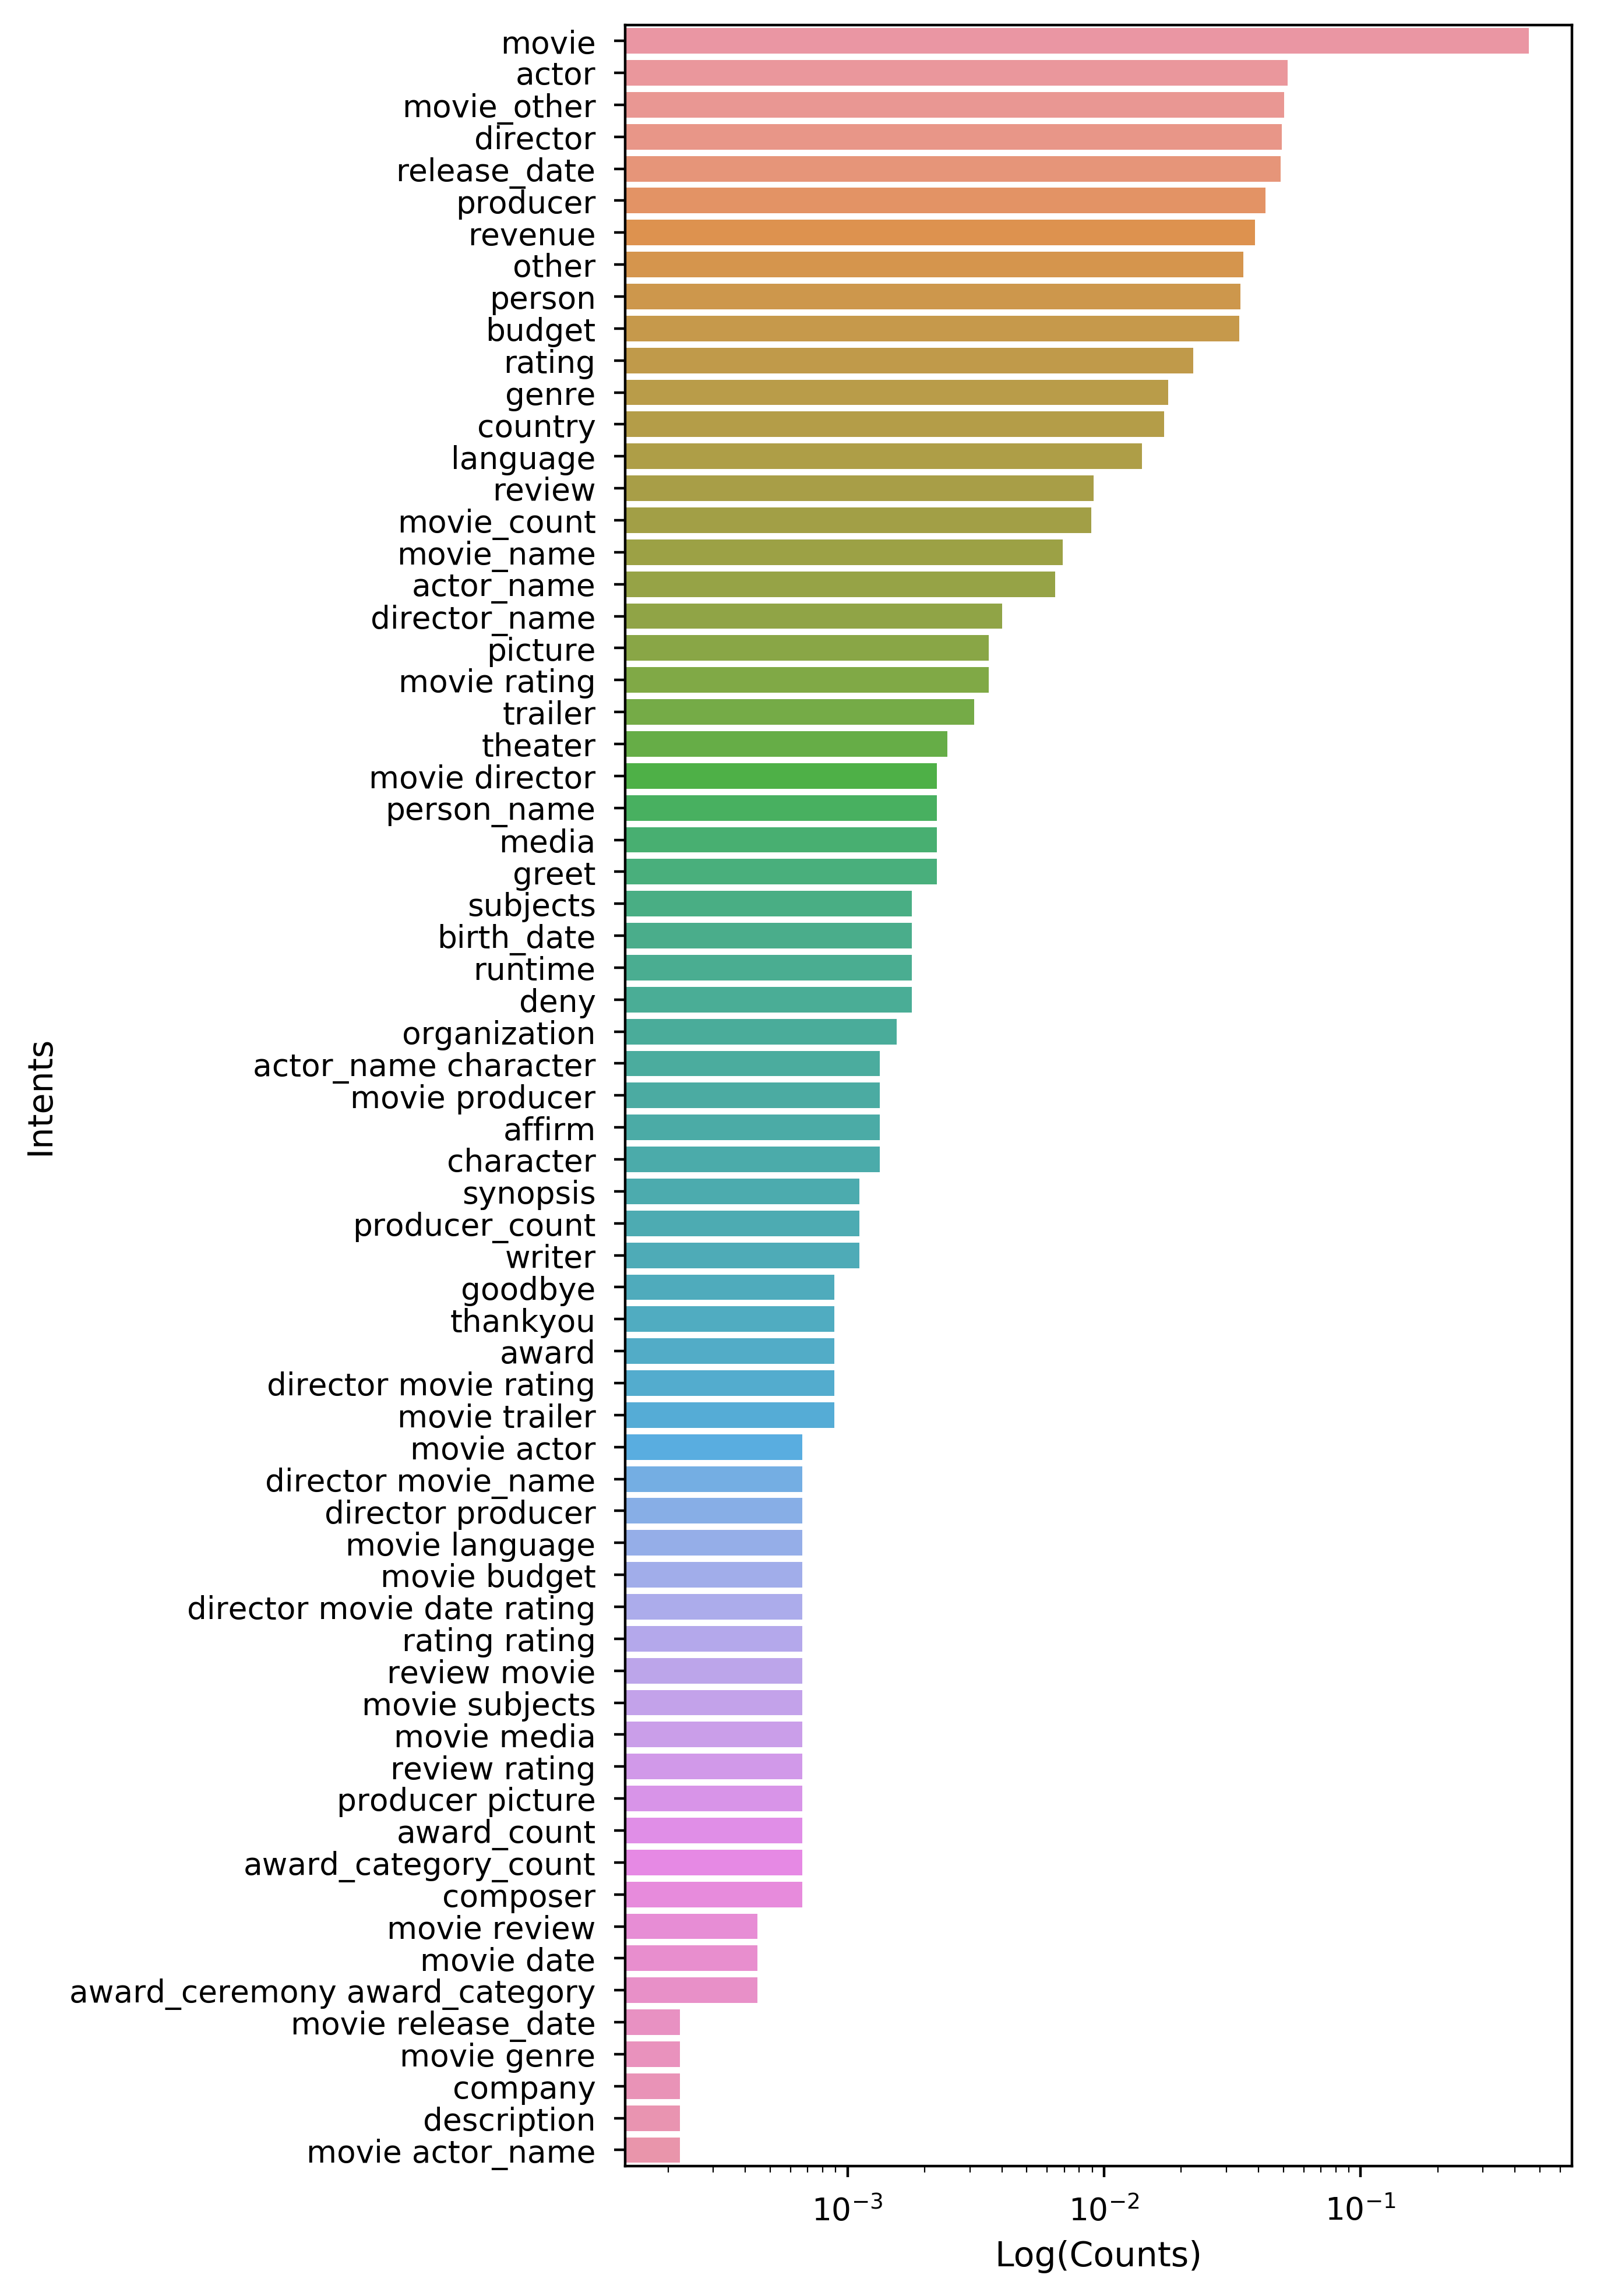 movie
actor
movie_other
director
release_date
producer
revenue
other
person
budget
rating
genre
country
language
review
movie_count
movie_name
actor_name
director_name
picture
movie rating
trailer
theater
movie director
person_name
media
greet
subjects
birth_date
runtime
deny
organization
actor_name character
movie producer
affirm
character
synopsis
producer_count
writer
goodbye
thankyou
award
director movie rating
movie trailer
movie actor
director movie_name
director producer
movie language
movie budget
director movie date rating
rating rating
review movie
movie subjects
movie media
review rating
producer picture
award_count
award_category_count
composer
movie review
movie date
award_ceremony award_category
movie release_date
movie genre
company
description
movie actor_name
Intents
10⁻³ 10⁻² 10⁻¹
Log(Counts)